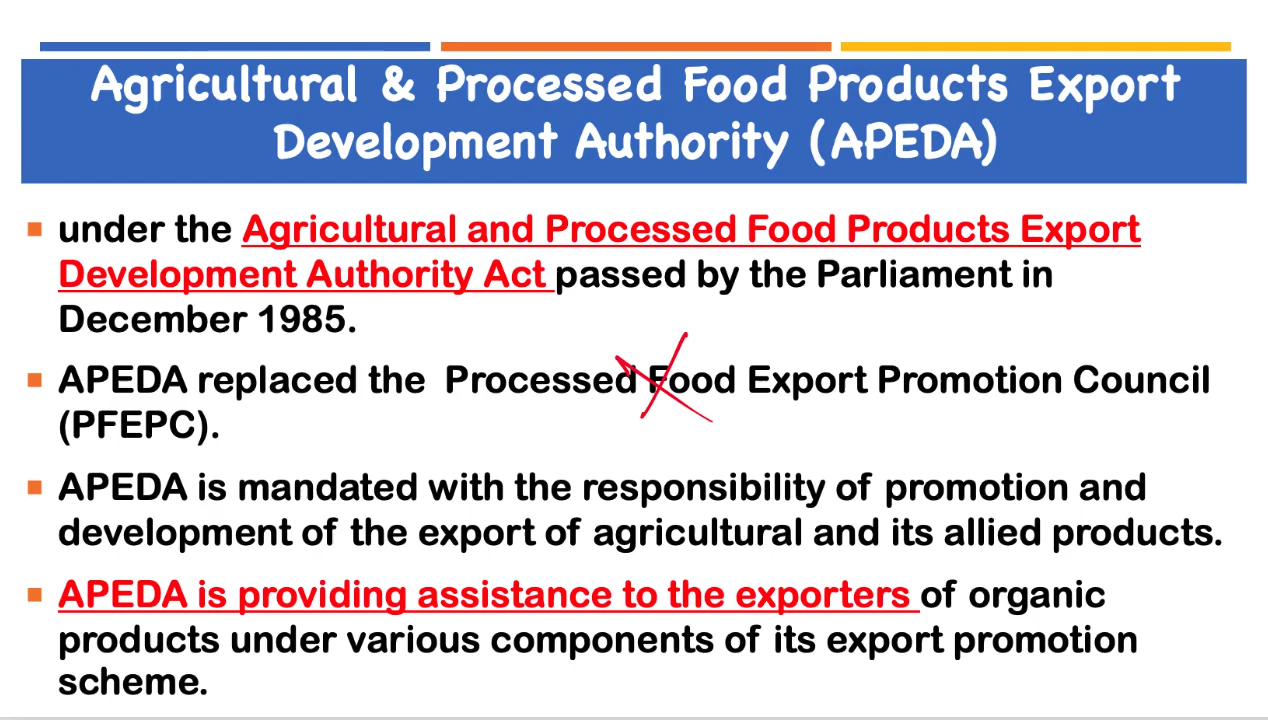 Agricultural & Processed Food Products Export
Development Authority (APEDA)
under the Agricultural and Processed Food Products Export
Development Authority Act passed by the Parliament in
December 1985.
APEDA replaced the Processed Food Export Promotion Council
(PFEPC).
APEDA is mandated with the responsibility of promotion and
development of the export of agricultural and its allied products.
APEDA is providing assistance to the exporters of organic
products under various components of its export promotion
scheme.